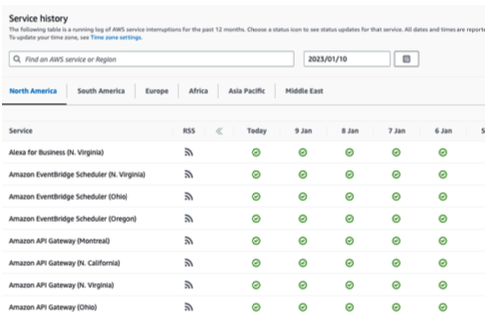 Service history
The following table is a running log of AWS service interruptions for the past 12 months. Choose a status icon to see status updates for that service. All dates and times are reporte
To update your time zone, see Time zone settings.
Find an AWS service or Region
2023/01/10
North America South America Europe Africa Asia Pacific Middle East
Service RSS Today 9 Jan 8 Jan 7 Jan 6 Jan 5
Alexa for Business (N. Virginia)
Amazon EventBridge Scheduler (N. Virginia)
Amazon EventBridge Scheduler (Ohio)
Amazon EventBridge Scheduler (Oregon)
Amazon API Gateway (Montreal)
Amazon API Gateway (N. California)
Amazon API Gateway (N. Virginia)
Amazon API Gateway (Ohio)